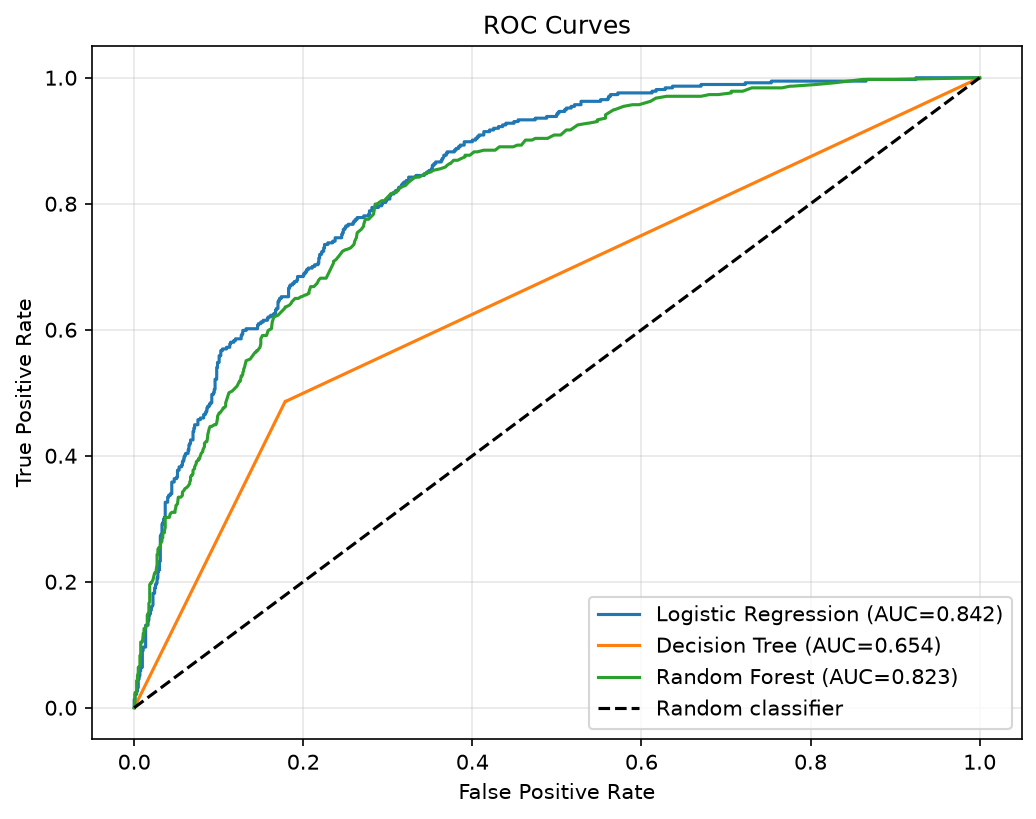 ROC Curves
True Positive Rate
1.0
0.8
0.6
0.4
0.2
0.0
Logistic Regression (AUC=0.842)
Decision Tree (AUC=0.654)
Random Forest (AUC=0.823)
Random classifier
0.0 0.2 0.4 0.6 0.8 1.0
False Positive Rate